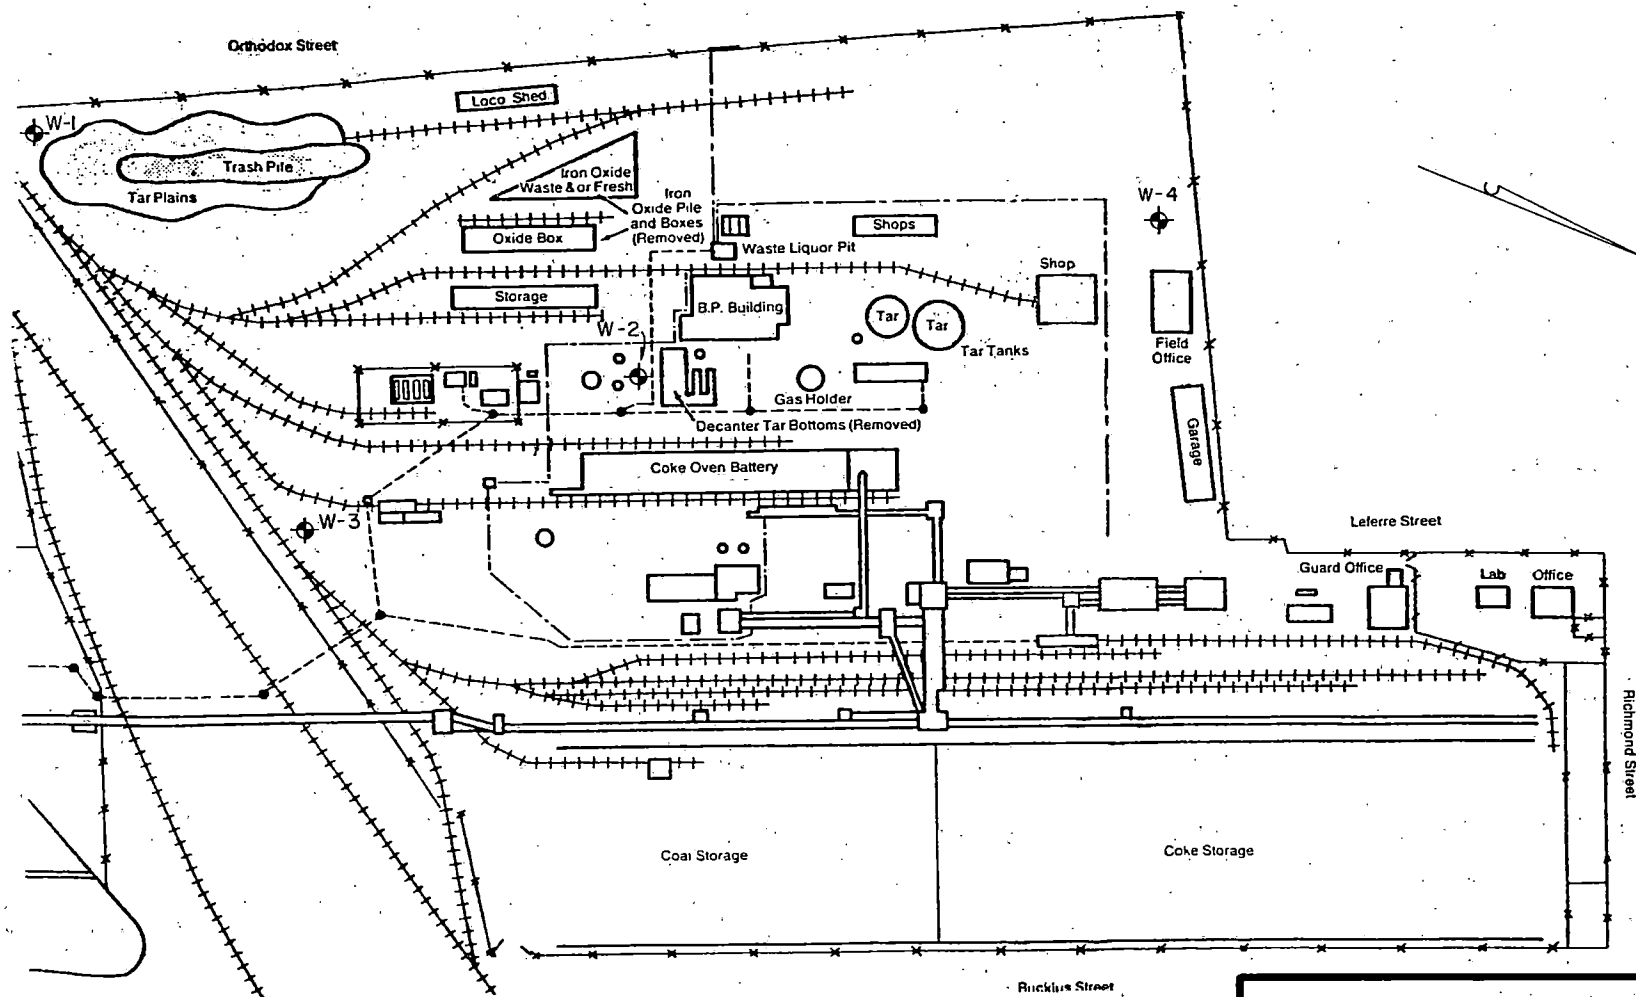 Orthodox Street
Loco Shed
W-1
Trash Pile
Tar Plains
Iron Oxide
Waste & or Fresh
Iron
Oxide Pile
and Boxes
(Removed)
Oxide Box
W-4
Shops
Waste Liquor Pit
Shop
Storage
B.P. Building
Tar
Tar
Tar Tanks
W-2
Field
Office
Gas Holder
Decanter Tar Bottoms (Removed)
Garage
Coke Oven Battery
W-3
Leferre Street
Guard Office
Lab
Office
Richmond Street
Coal Storage
Coke Storage
Buckius Street